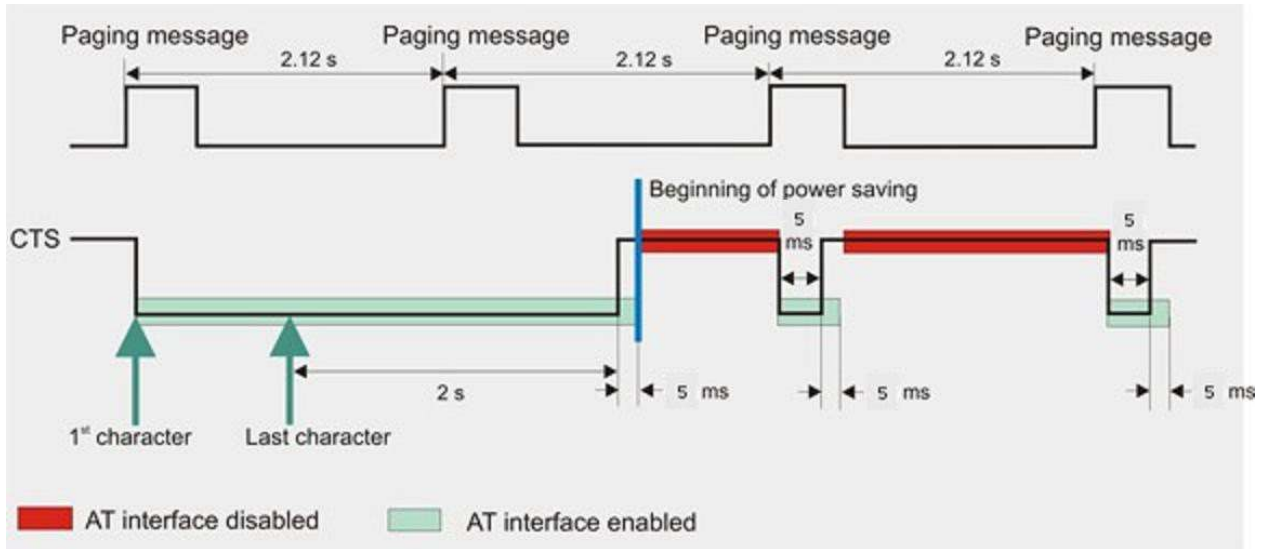 Paging message Paging message Paging message Paging message
2.12 s 2.12 s 2.12 s
Beginning of power saving
CTS
5 ms
5 ms
2 s
5 ms 5 ms 5 ms
1st character Last character
AT interface disabled AT interface enabled